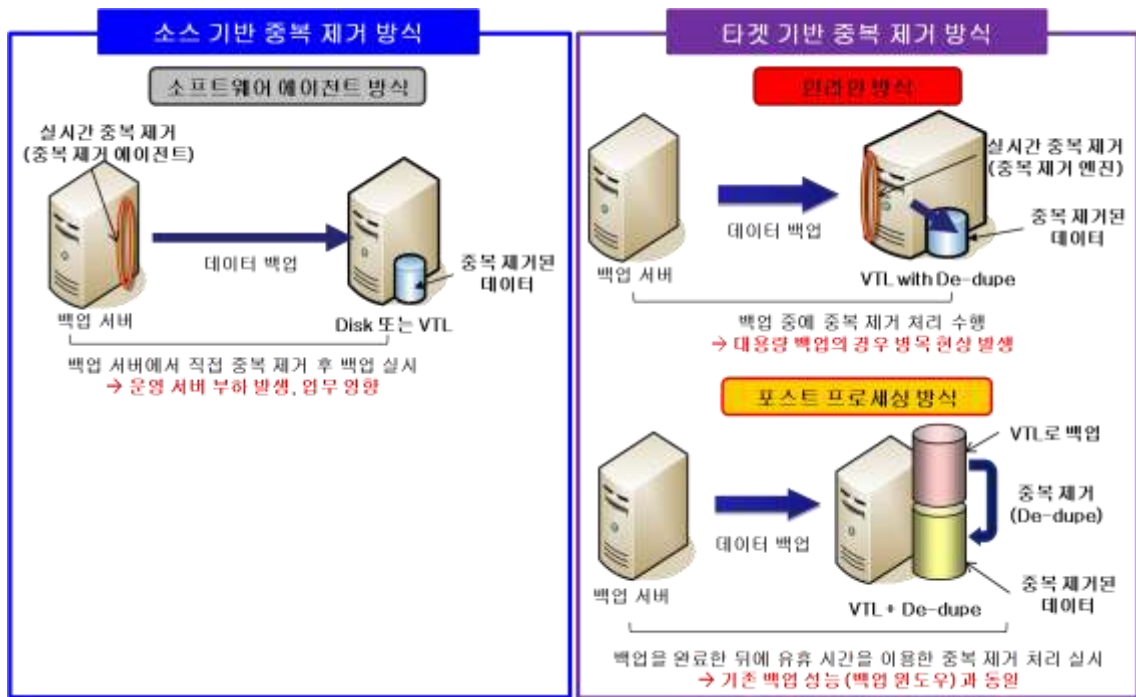 소스 기반 중복 제거 방식
소프트웨어 에이전트 방식
실시간 중복 제거
(중복 제거 에이전트)
데이터 백업
중복 제거된
데이터
백업 서버
Disk 또는 VTL
백업 서버에서 직접 중복 제거 후 백업 실시
→ 운영 서버 부하 발생, 업무 영향
타겟 기반 중복 제거 방식
인라인 방식
실시간 중복 제거
(중복 제거 엔진)
데이터 백업
중복 제거된
데이터
백업 서버
VTL with De-dupe
백업 중에 중복 제거 처리 수행
→ 대용량 백업의 경우 병목 현상 발생
포스트 프로세싱 방식
VTL로 백업
중복 제거
(De-dupe)
데이터 백업
중복 제거된
데이터
백업 서버
VTL + De-dupe
백업을 완료한 뒤에 유휴 시간을 이용한 중복 제거 처리 실시
→ 기존 백업 성능(백업 윈도우)과 동일